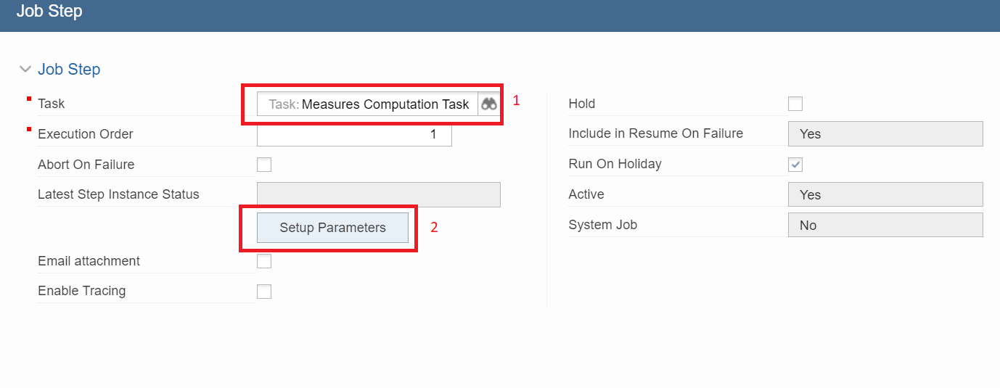 Job Step
Job Step
Task
Task: Measures Computation Task
1
Execution Order
1
Abort On Failure
Latest Step Instance Status
Setup Parameters
2
Email attachment
Enable Tracing
Hold
Include in Resume On Failure
Yes
Run On Holiday
Active
Yes
System Job
No